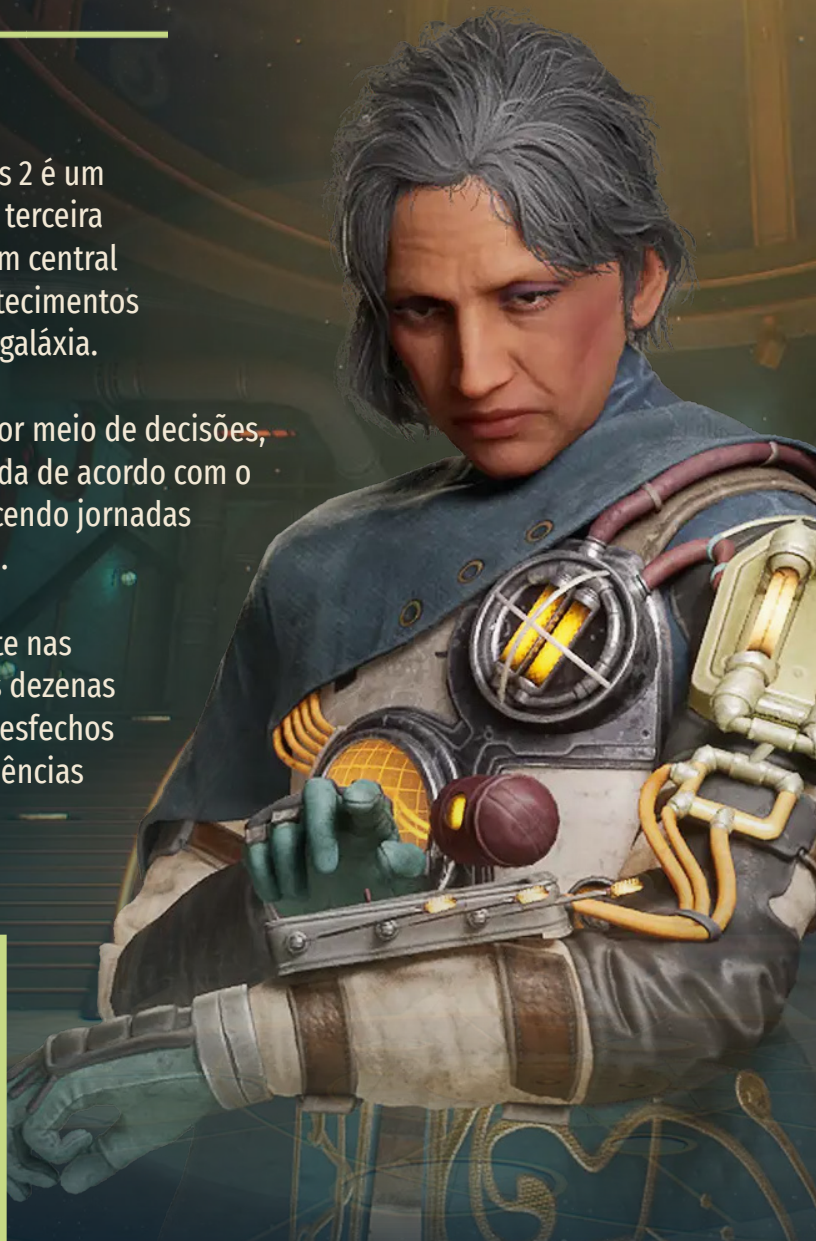 s 2 é um
terceira
m central
tecimentos
galáxia.
or meio de decisões,
da de acordo com o
cendo jornadas
.
te nas
s dezenas
esfechos
ências